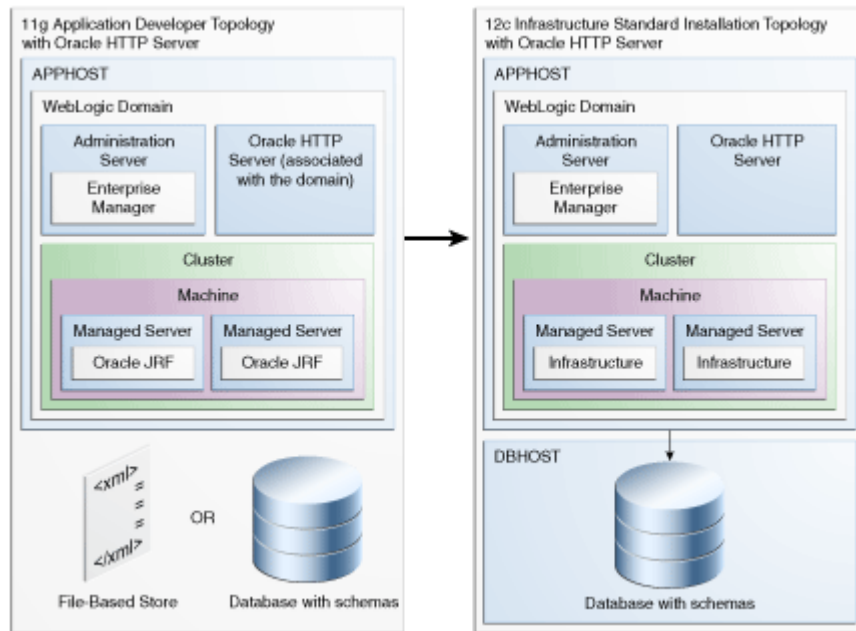 11g Application Developer Topology
with Oracle HTTP Server
APPHOST
WebLogic Domain
Administration
Server
Enterprise
Manager
Oracle HTTP
Server (associated
with the domain)
Cluster
Machine
Managed Server
Oracle JRF
Managed Server
Oracle JRF
<xml>
=
=
=
</xml>
OR
File-Based Store
Database with schemas
12c Infrastructure Standard Installation Topology
with Oracle HTTP Server
APPHOST
WebLogic Domain
Administration
Server
Enterprise
Manager
Oracle HTTP
Server
Cluster
Machine
Managed Server
Infrastructure
Managed Server
Infrastructure
DBHOST
Database with schemas